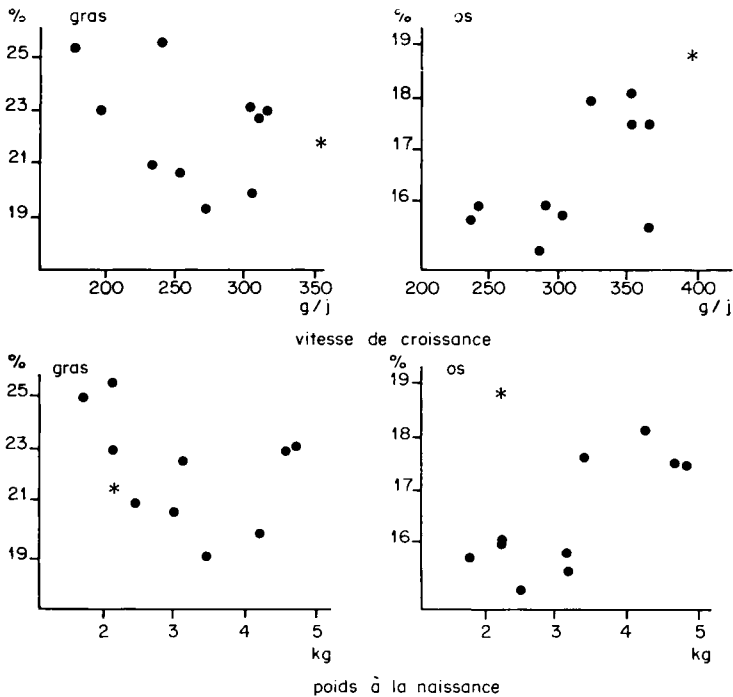 % gras
25
23
21
19
200 250 300 350
g/j
% os
19
18
17
16
200 250 300 350 400
g/j
vitesse de croissance
% gras
25
23
21
19
2 3 4 5
kg
% os
19
18
17
16
2 3 4 5
kg
poids à la naissance